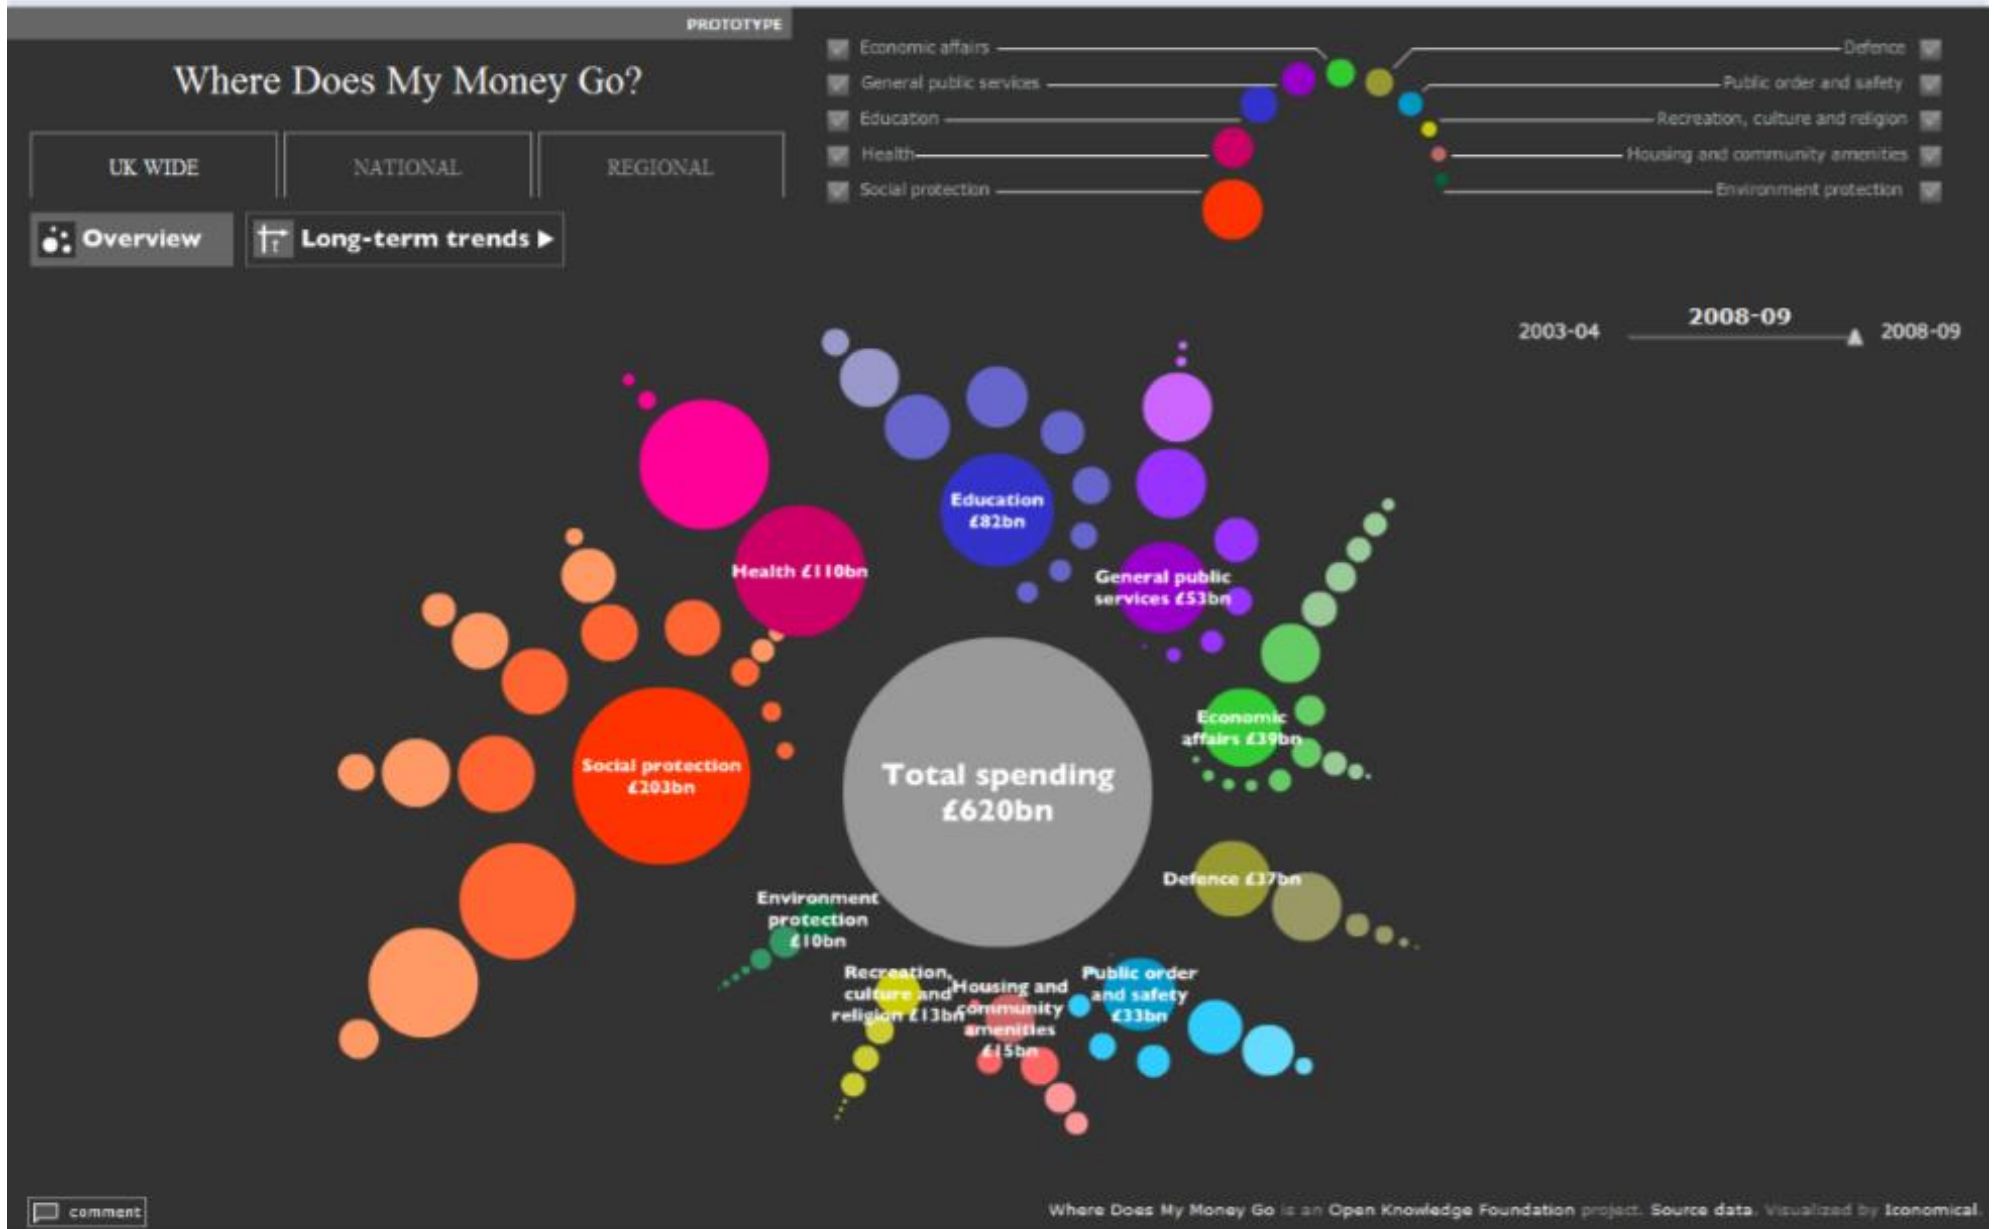 PROTOTYPE
Where Does My Money Go?
UK WIDE
NATIONAL
REGIONAL
Overview
Long-term trends
Economic affairs
General public services
Education
Health
Social protection
Defence
Public order and safety
Recreation, culture and religion
Housing and community amenities
Environment protection
2003-04
2008-09
2008-09
Education
£82bn
General public
services £53bn
Health £110bn
Economic
affairs £39bn
Social protection
£203bn
Total spending
£620bn
Defence £37bn
Environment
protection
£10bn
Recreation,
culture and
religion £13bn
Housing and
community
amenities
£15bn
Public order
and safety
£33bn
comment
Where Does My Money Go is an Open Knowledge Foundation project. Source data. Visualized by Iconomical.